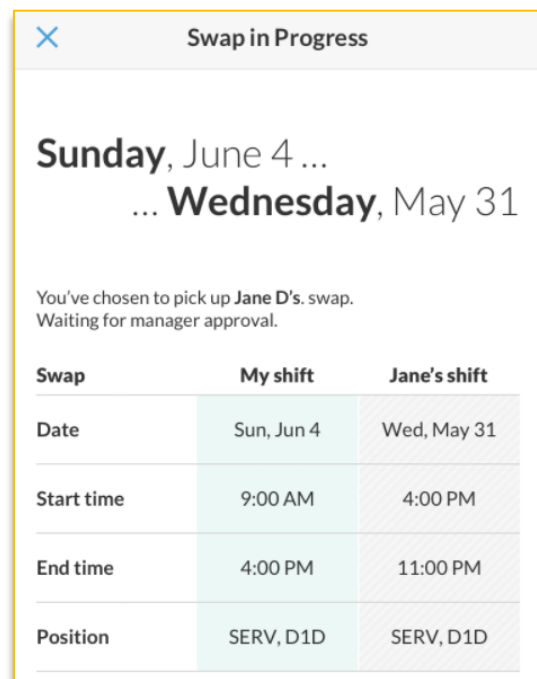 Swap in Progress
Sunday, June 4 ...
... Wednesday, May 31
You've chosen to pick up Jane D's. swap.
Waiting for manager approval.
Swap My shift Jane's shift
Date Sun, Jun 4 Wed, May 31
Start time 9:00 AM 4:00 PM
End time 4:00 PM 11:00 PM
Position SERV, D1D SERV, D1D